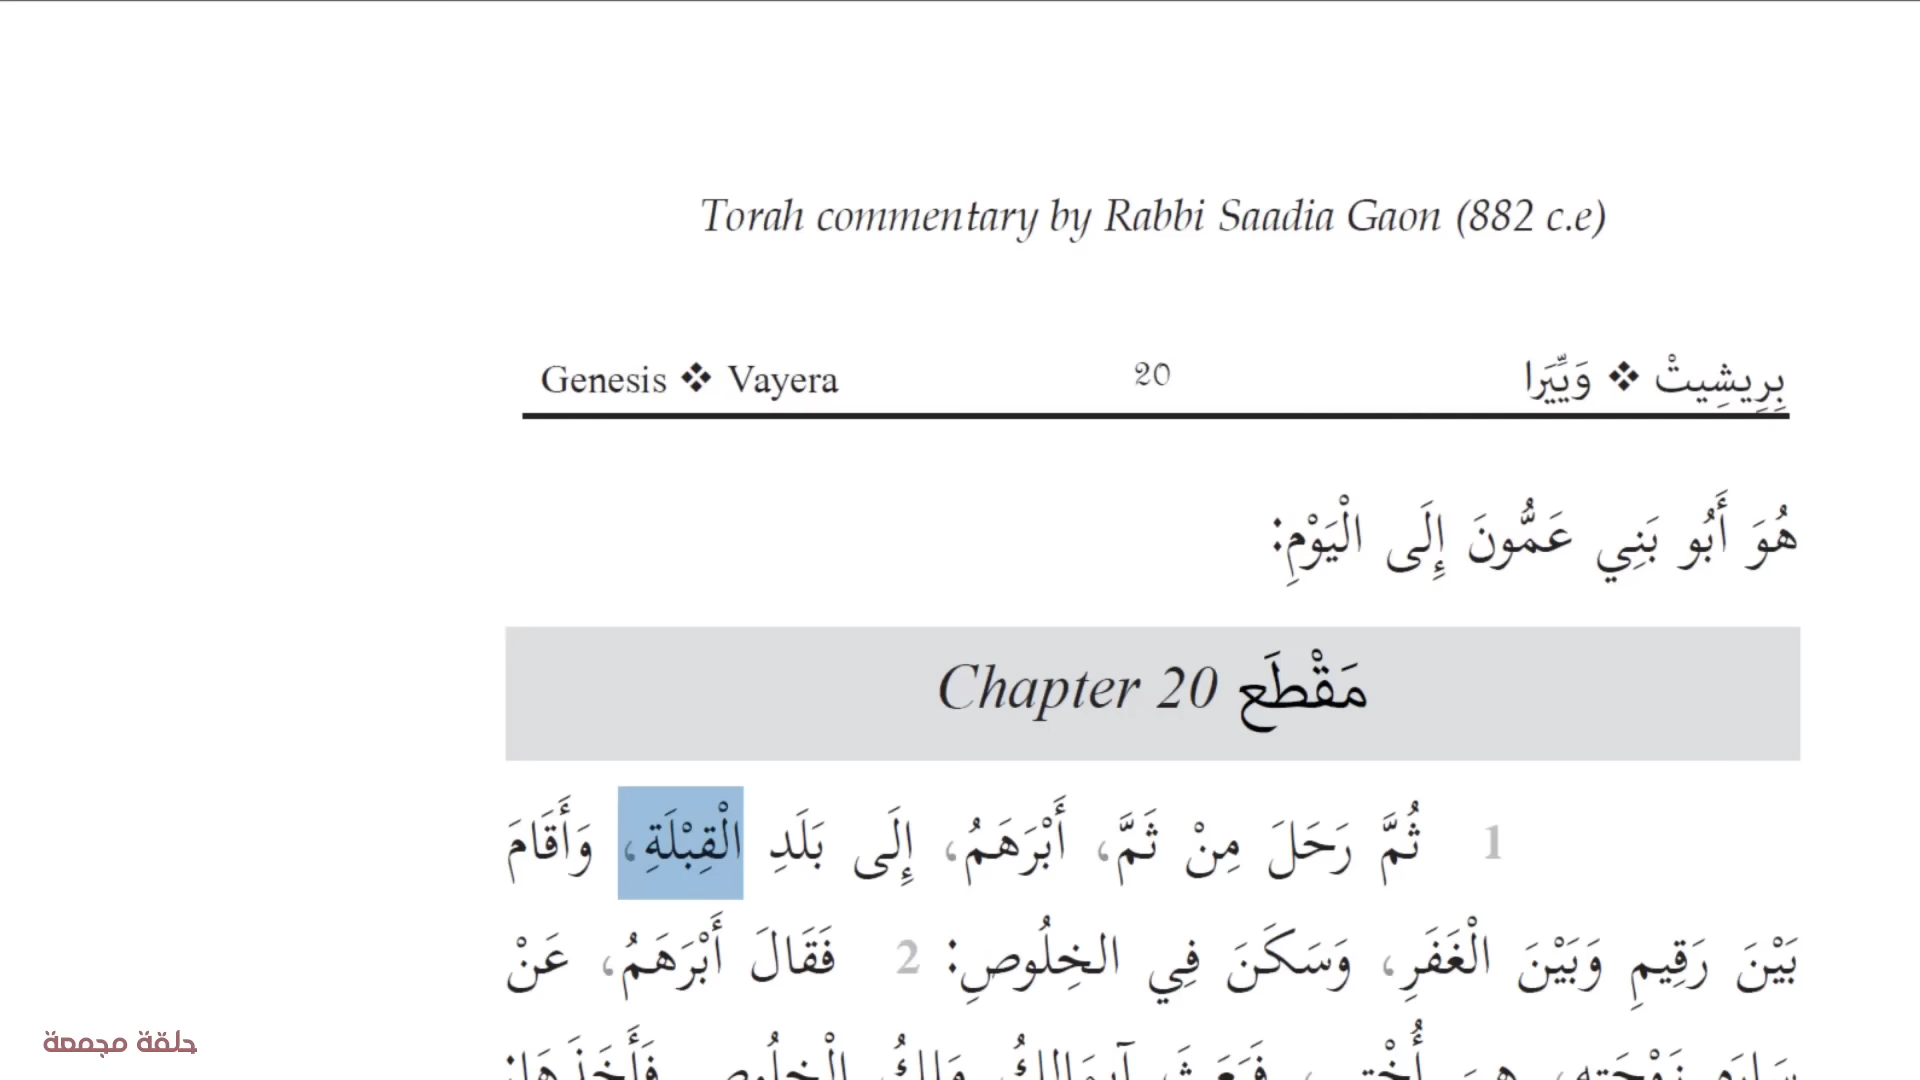 Torah commentary by Rabbi Saadia Gaon (882 c.e)
Genesis ❖ Vayera 20 بِرِيشِيتْ ❖ وَيِّيَرا
هُوَ أَبُو بَنِي عَمُّونَ إِلَى الْيَوْمِ:
مَقْطَع Chapter 20
1 ثُمَّ رَحَلَ مِنْ ثَمَّ، أَبْرَهَمُ، إِلَى بَلَدِ الْقِبْلَةِ، وَأَقَامَ
بَيْنَ رَقِيمِ وَبَيْنَ الْغَفَرِ، وَسَكَنَ فِي الخِلُوصِ: 2 فَقَالَ أَبْرَهَمُ، عَنْ
حلقة مجمعة